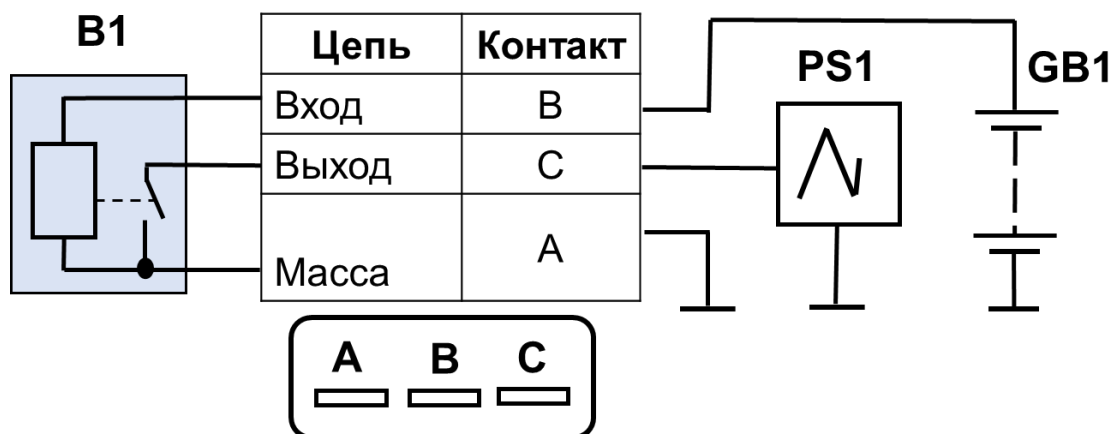 B1
Цепь Контакт
PS1
GB1
Вход B
Выход C
Масса A
A B C